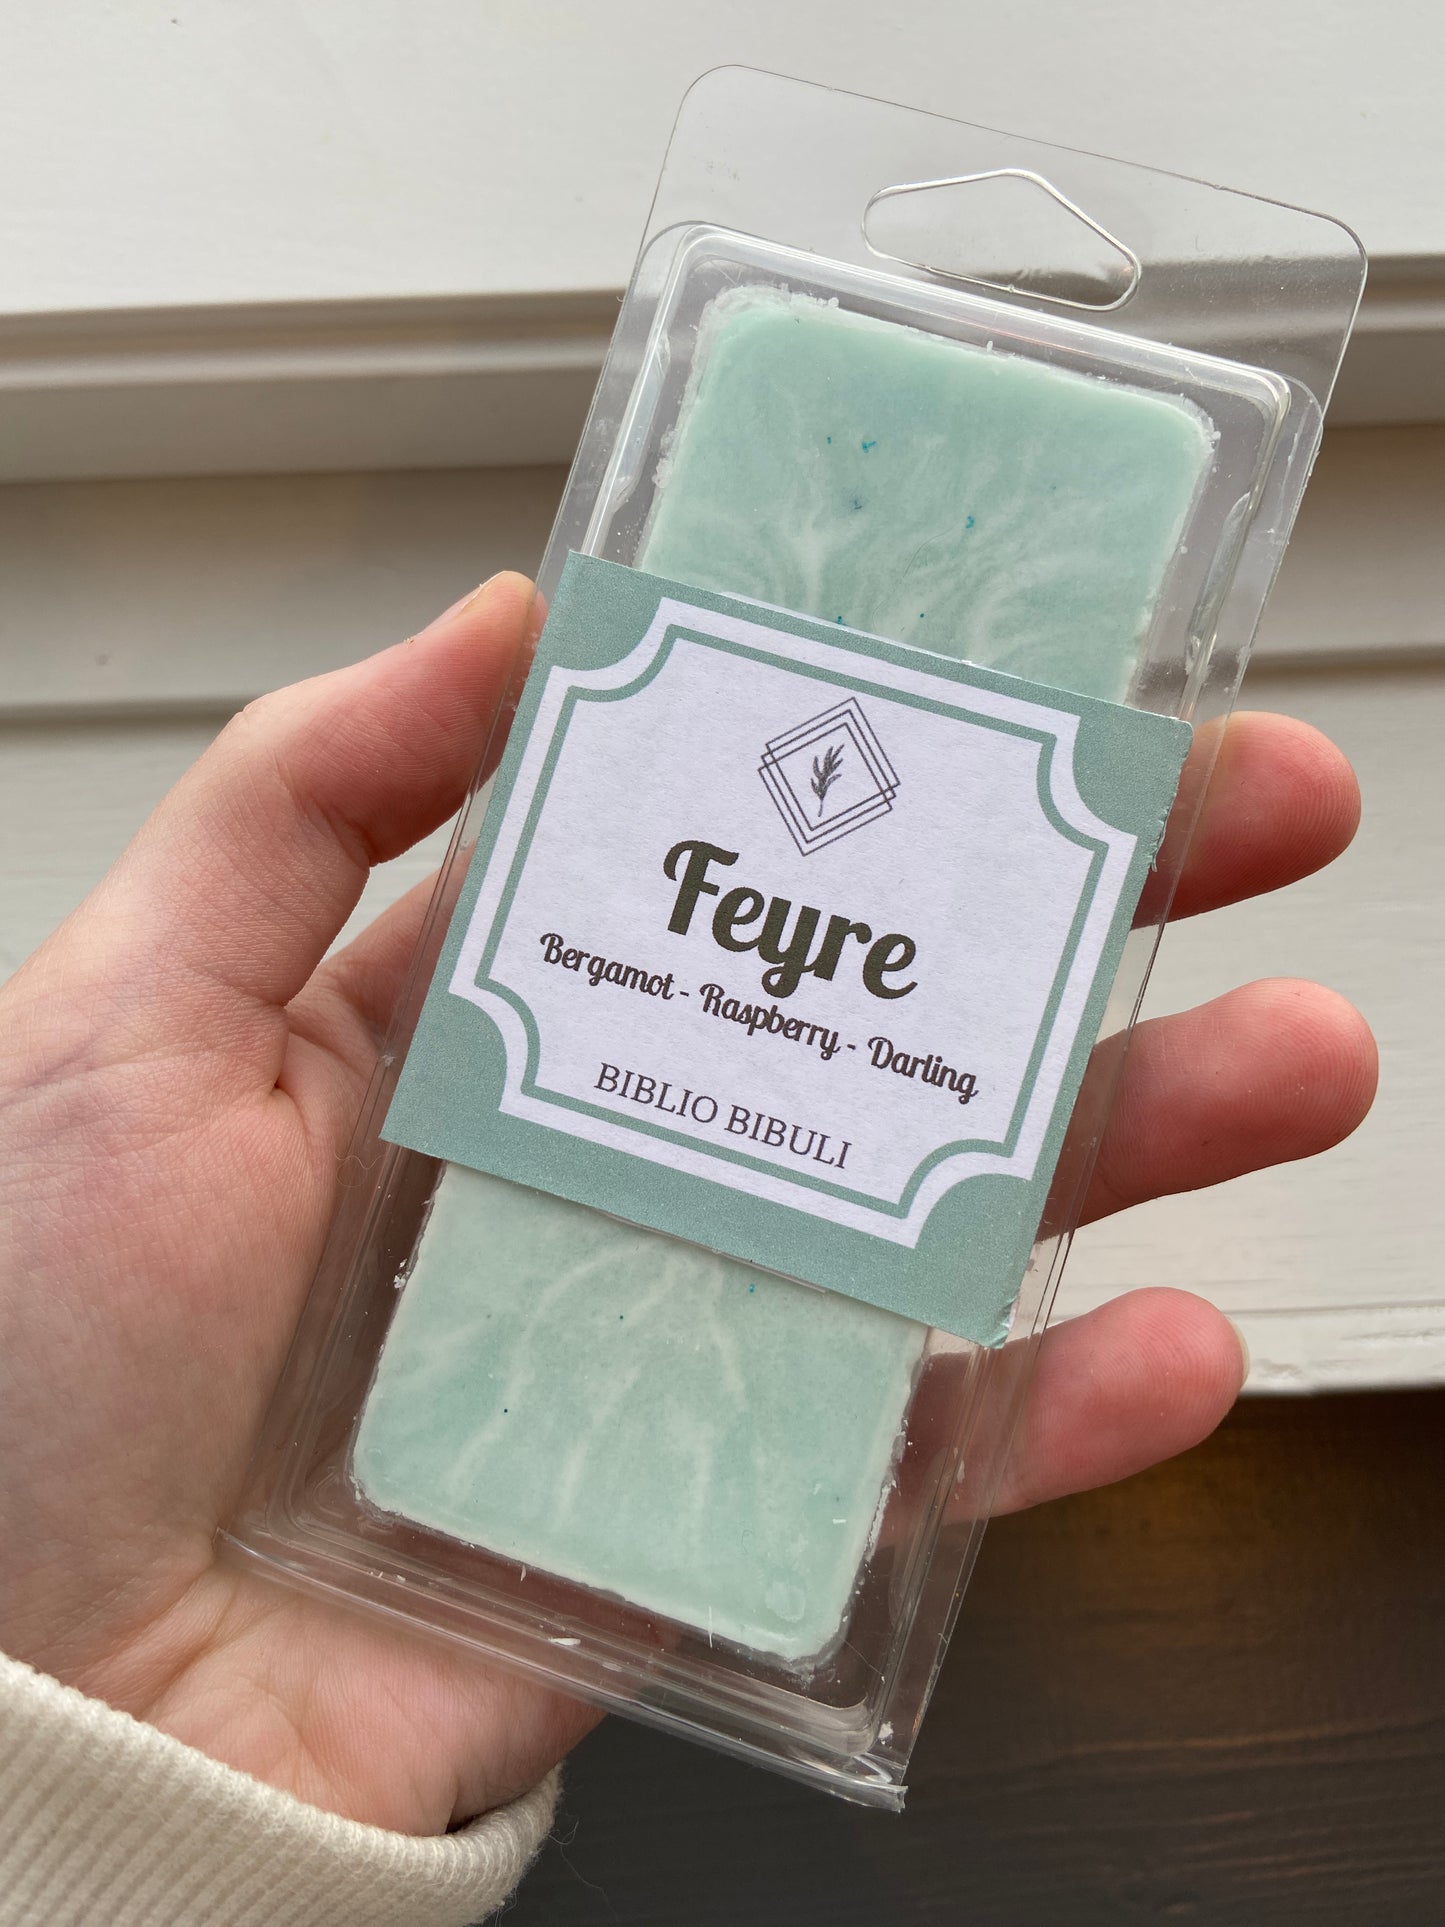 Feyre
Bergamot - Raspberry - Darling
BIBLIO BIBULI